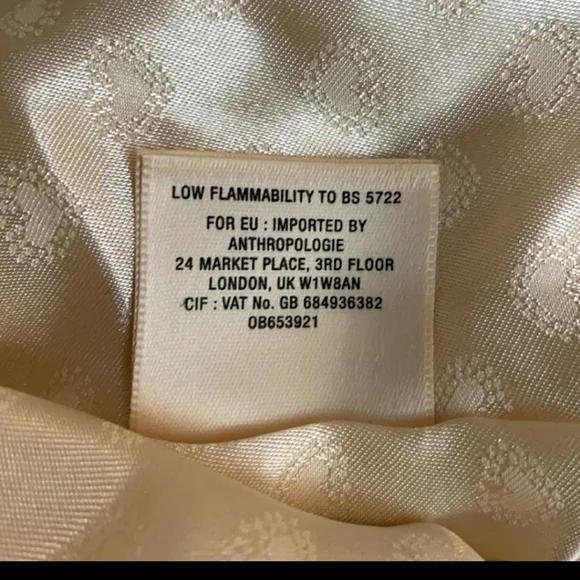 LOW FLAMMABILITY TO BS 5722
FOR EU : IMPORTED BY
ANTHROPOLOGIE
24 MARKET PLACE, 3RD FLOOR
LONDON, UK W1W8AN
CIF : VAT No. GB 684936382
OB653921